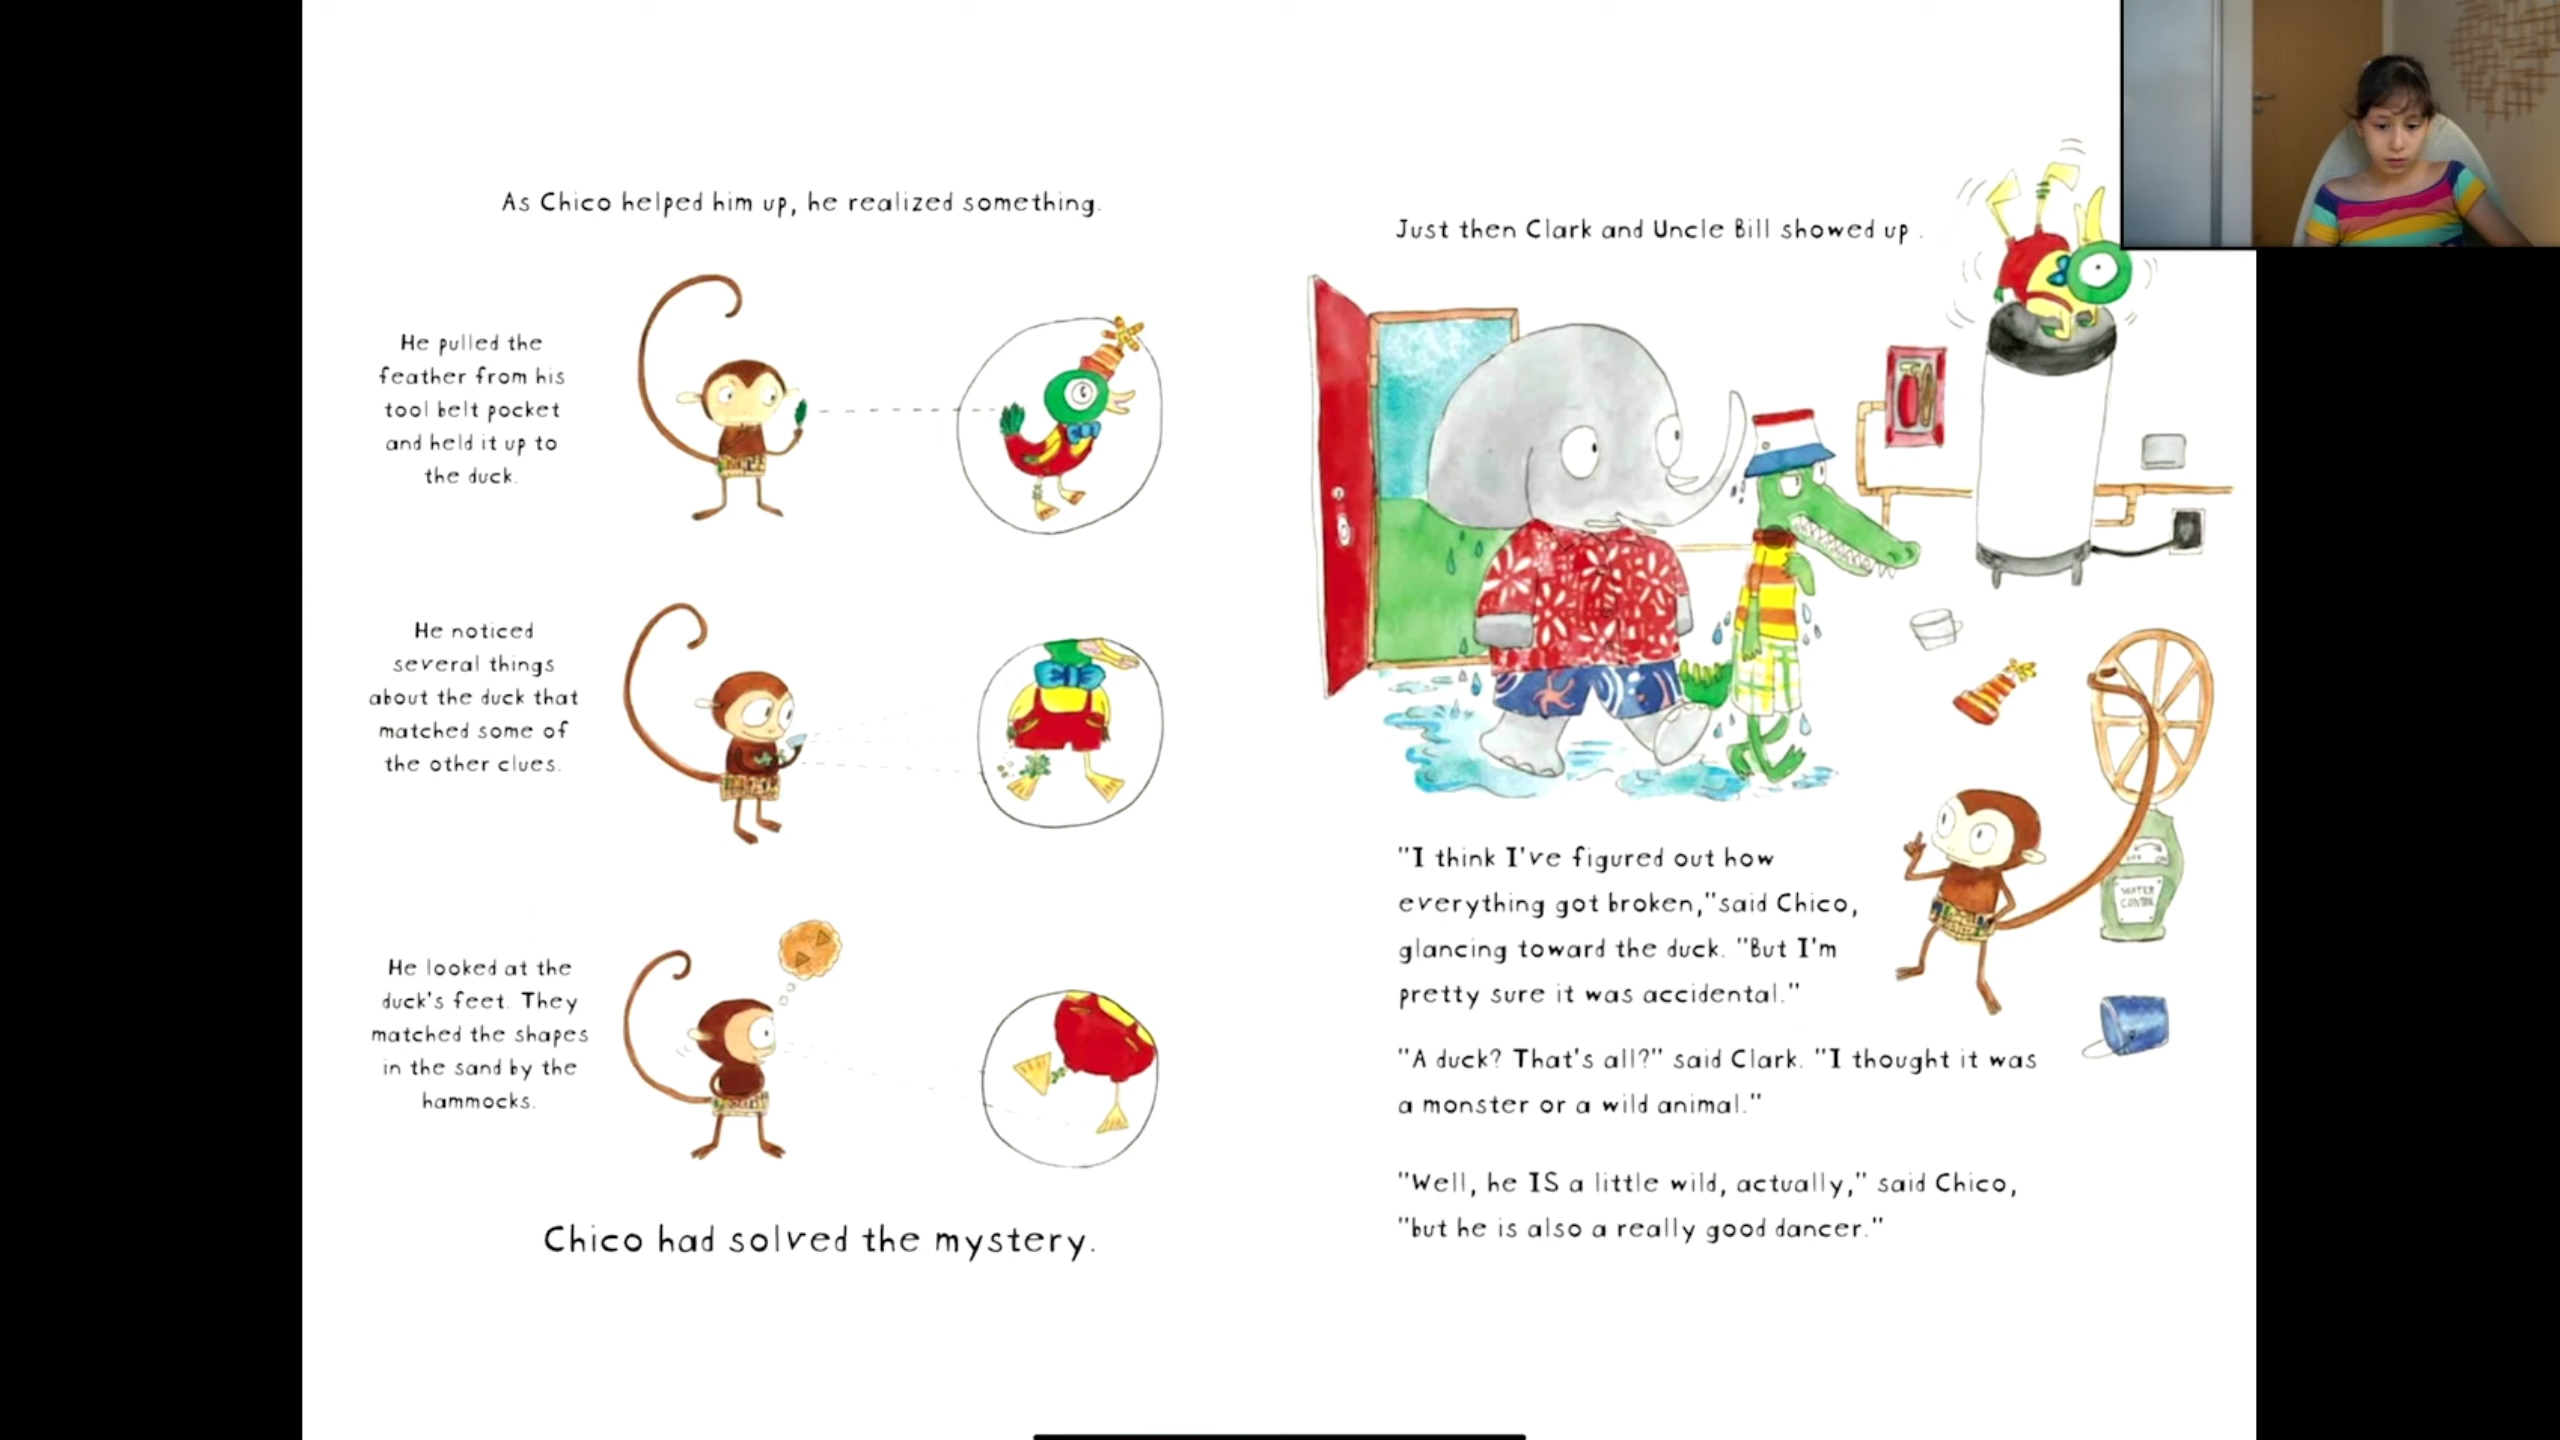 As Chico helped him up, he realized something.
He pulled the
feather from his
tool belt pocket
and held it up to
the duck.
He noticed
several things
about the duck that
matched some of
the other clues.
He looked at the
duck's feet. They
matched the shapes
in the sand by the
hammocks.
Chico had solved the mystery.
Just then Clark and Uncle Bill showed up.
WATER
"I think I've figured out how
everything got broken,"said Chico,
glancing toward the duck. "But I'm
pretty sure it was accidental."
"A duck? That's all?" said Clark. "I thought it was
a monster or a wild animal."
"Well, he IS a little wild, actually," said Chico,
"but he is also a really good dancer."